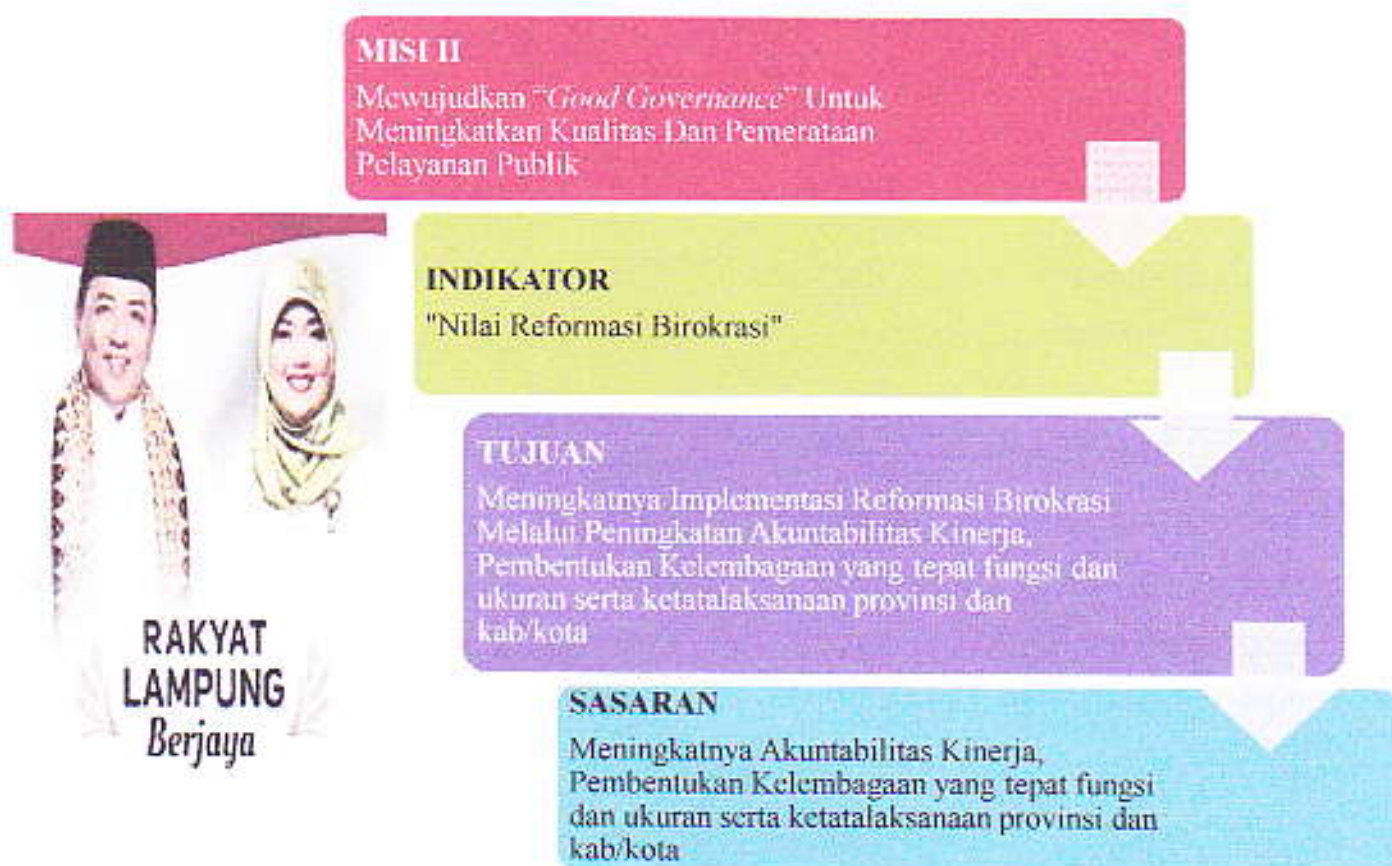 MISI II
Mewujudkan "Good Governance" Untuk
Meningkatkan Kualitas Dan Pemerataan
Pelayanan Publik
INDIKATOR
"Nilai Reformasi Birokrasi"
TUJUAN
Meningkatnya Implementasi Reformasi Birokrasi
Melalui Peningkatan Akuntabilitas Kinerja,
Pembentukan Kelembagaan yang tepat fungsi dan
ukuran serta ketatalaksanaan provinsi dan
kab/kota
RAKYAT
LAMPUNG
Berjaya
SASARAN
Meningkatnya Akuntabilitas Kinerja,
Pembentukan Kelembagaan yang tepat fungsi
dan ukuran serta ketatalaksanaan provinsi dan
kab/kota